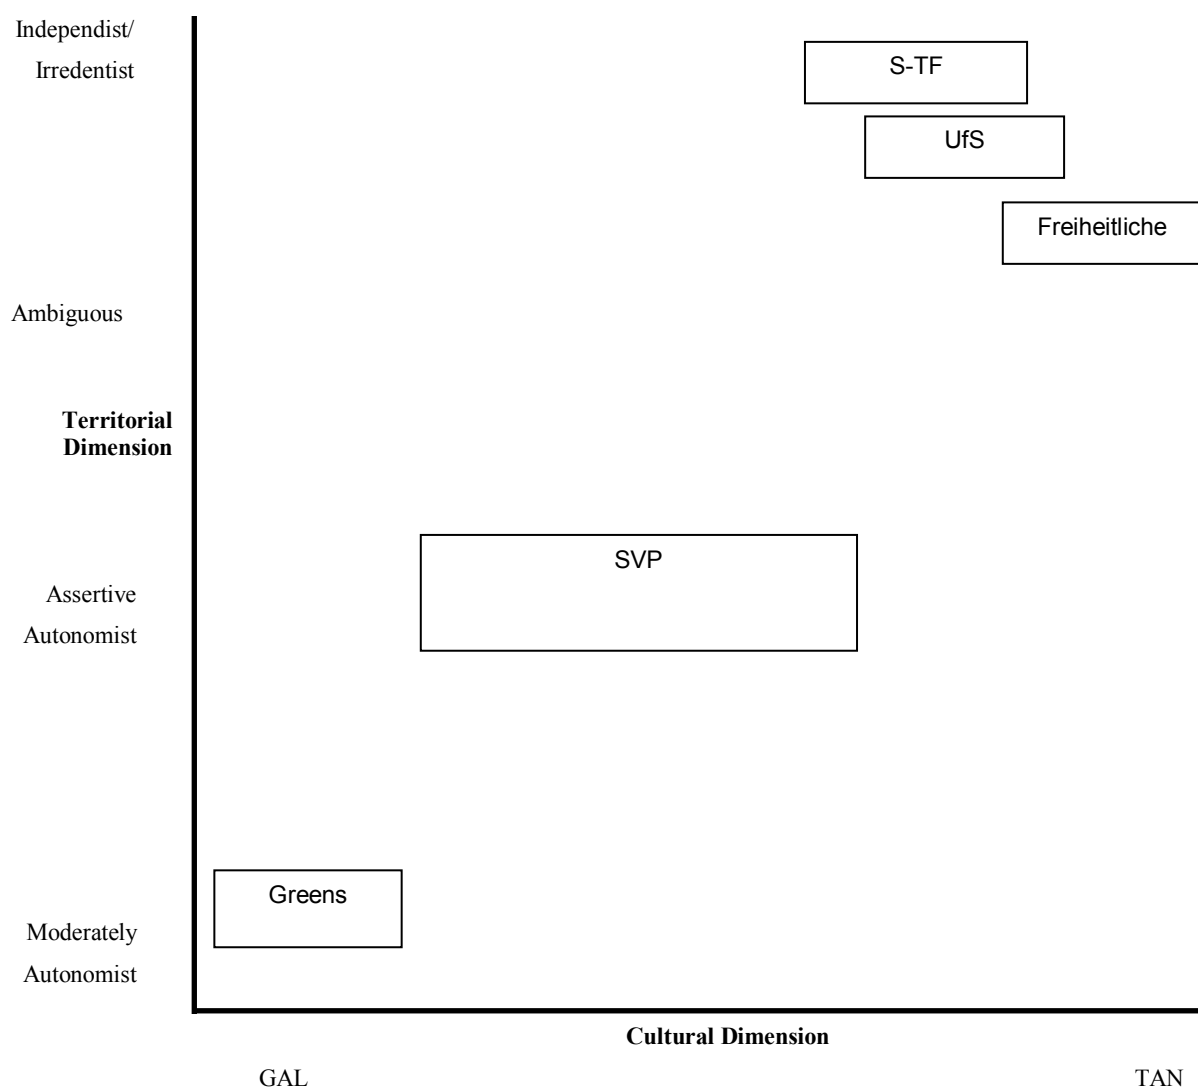 Independist/
Irredentist
S-TF
UfS
Freiheitliche
Ambiguous
Territorial
Dimension
SVP
Assertive
Autonomist
Greens
Moderately
Autonomist
Cultural Dimension
GAL
TAN